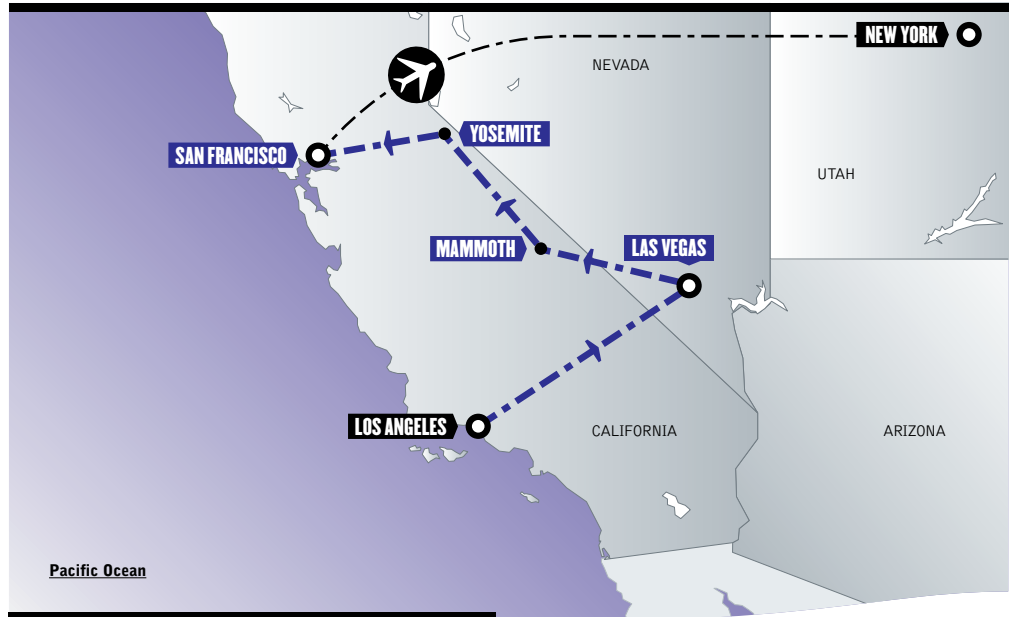 NEW YORK
NEVADA
YOSEMITE
SAN FRANCISCO
UTAH
MAMMOTH
LAS VEGAS
LOS ANGELES
CALIFORNIA
ARIZONA
Pacific Ocean